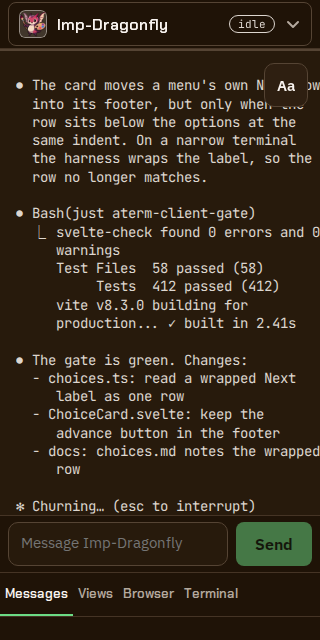 Imp-Dragonfly
idle
● The card moves a menu's own N
into its footer, but only when the
row sits below the options at the
same indent. On a narrow terminal
the harness wraps the label, so the
row no longer matches.
Aa
● Bash(just aterm-client-gate)
⎿ svelte-check found 0 errors and 0
warnings
Test Files 58 passed (58)
Tests 412 passed (412)
vite v8.3.0 building for
production... ✓ built in 2.41s
● The gate is green. Changes:
- choices.ts: read a wrapped Next
label as one row
- ChoiceCard.svelte: keep the
advance button in the footer
- docs: choices.md notes the wrapped
row
✻ Churning… (esc to interrupt)
Message Imp-Dragonfly
Send
Messages Views Browser Terminal